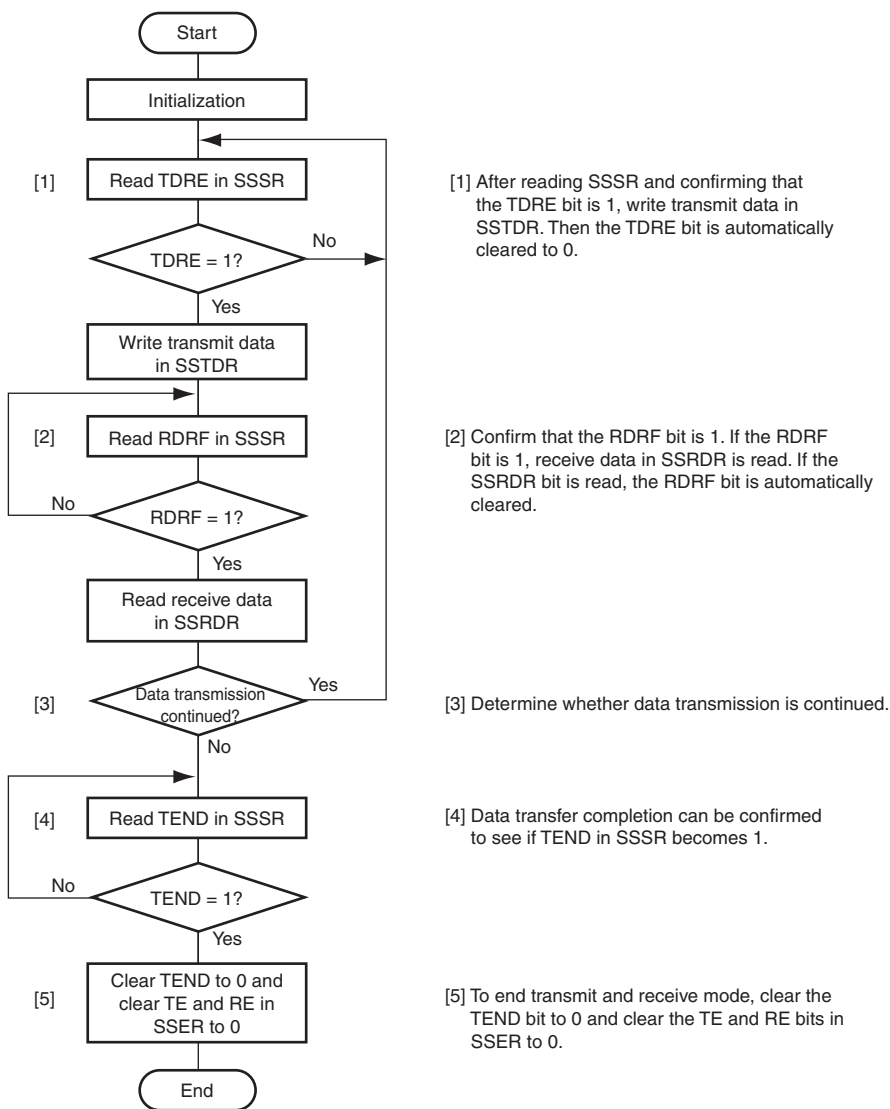 Start
Initialization
[1]
Read TDRE in SSSR
[1] After reading SSSR and confirming that
the TDRE bit is 1, write transmit data in
SSTDR. Then the TDRE bit is automatically
cleared to 0.
TDRE = 1?
No
Yes
Write transmit data
in SSTDR
[2]
Read RDRF in SSSR
[2] Confirm that the RDRF bit is 1. If the RDRF
bit is 1, receive data in SSRDR is read. If the
SSRDR bit is read, the RDRF bit is automatically
cleared.
No
RDRF = 1?
Yes
Read receive data
in SSRDR
[3]
Data transmission
continued?
Yes
[3] Determine whether data transmission is continued.
No
[4]
Read TEND in SSSR
[4] Data transfer completion can be confirmed
to see if TEND in SSSR becomes 1.
No
TEND = 1?
Yes
[5]
Clear TEND to 0 and
clear TE and RE in
SSER to 0
[5] To end transmit and receive mode, clear the
TEND bit to 0 and clear the TE and RE bits in
SSER to 0.
End